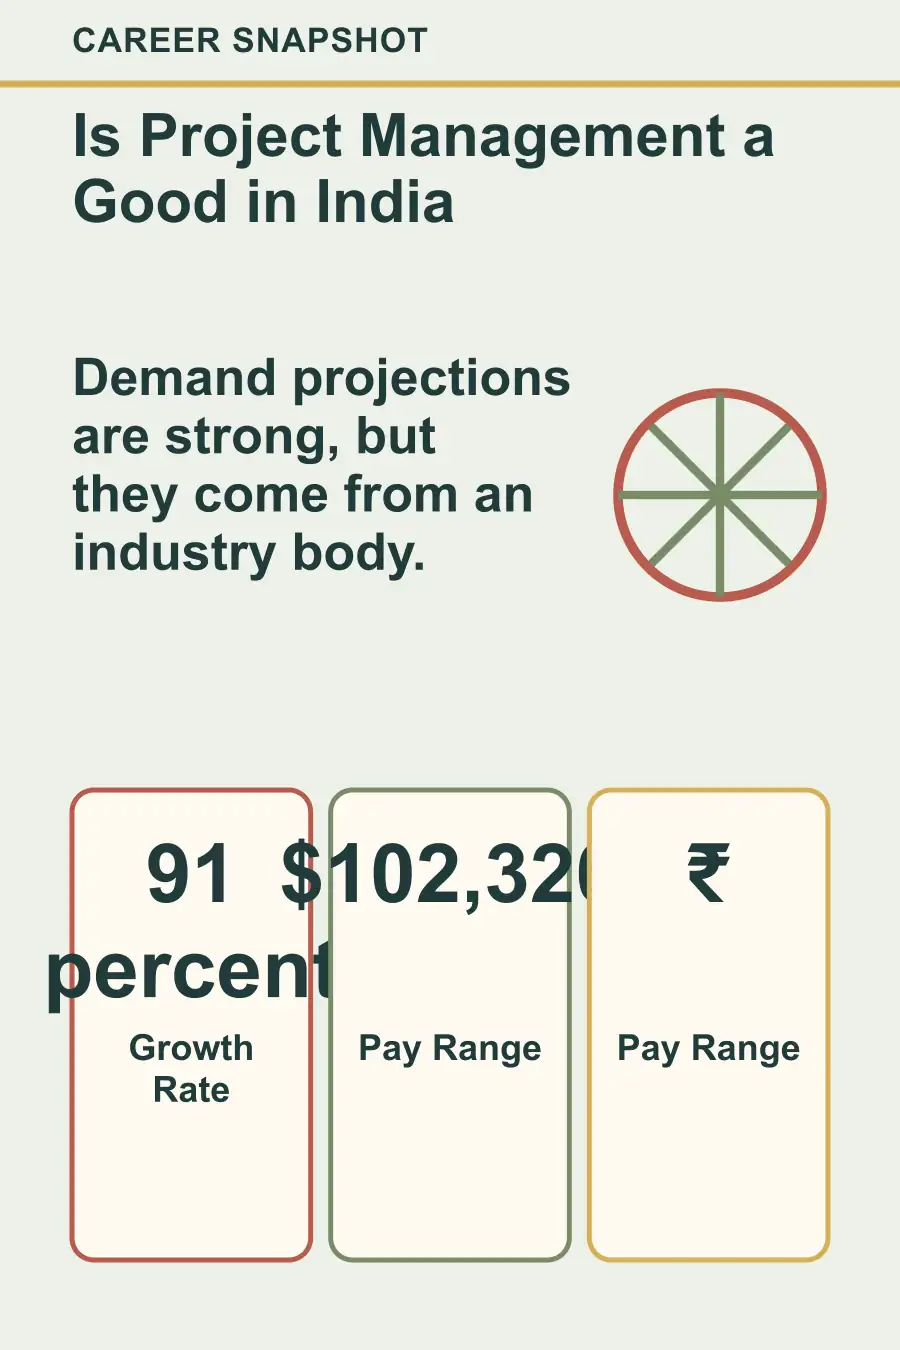 CAREER SNAPSHOT
Is Project Management a
Good in India
Demand projections
are strong, but
they come from an
industry body.
91
percent
Growth
Rate
$102,320
Pay Range
₹
Pay Range